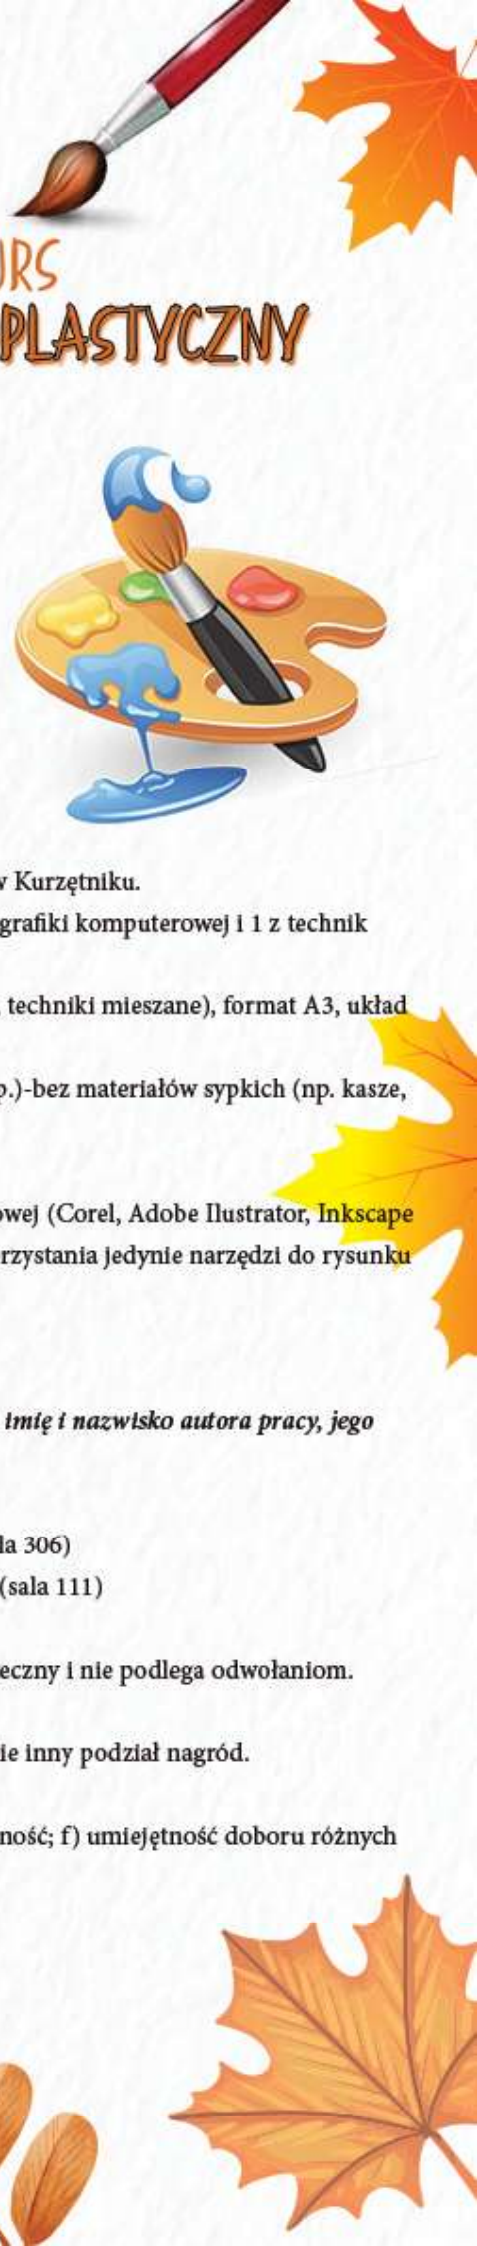 URS
PLASTYCZNY
w Kurzętniku.
grafiki komputerowej i 1 z technik
techniki mieszane), format A3, układ
p.)-bez materiałów sypkich (np. kasze,
owej (Corel, Adobe Ilustrator, Inkscape
rzystania jedynie narzędzi do rysunku
imię i nazwisko autora pracy, jego
la 306)
(sala 111)
eczny i nie podlega odwołaniom.
ie inny podział nagród.
ność; f) umiejętność doboru różnych